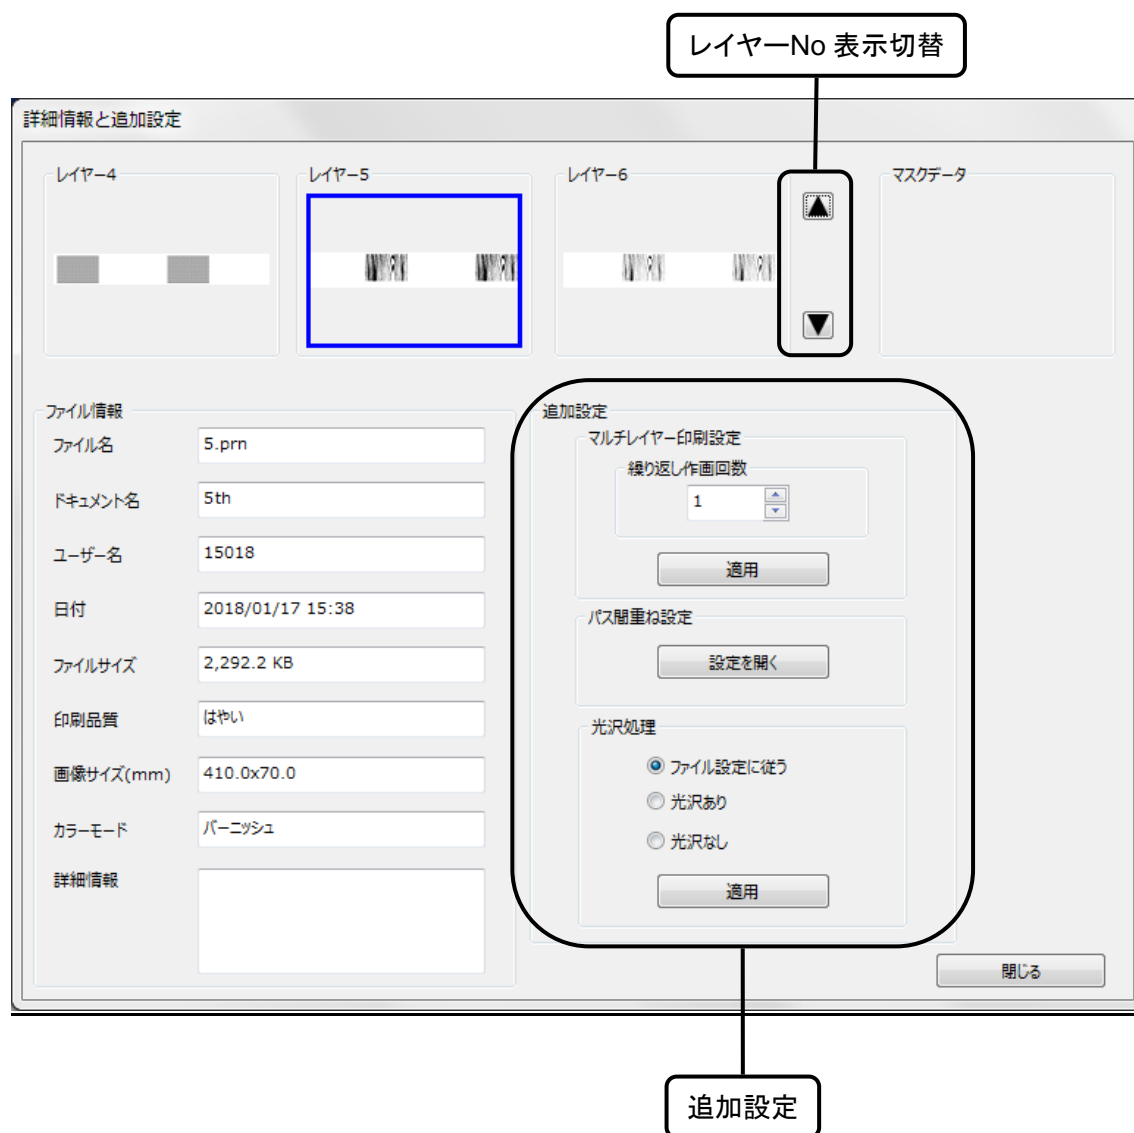 レイヤーNo 表示切替
詳細情報と追加設定
レイヤー4
レイヤー5
レイヤー6
マスクデータ
ファイル情報
ファイル名
5.prn
ドキュメント名
5th
ユーザー名
15018
日付
2018/01/17 15:38
ファイルサイズ
2,292.2 KB
印刷品質
はやい
画像サイズ(mm)
410.0x70.0
カラーモード
バーニッシュ
詳細情報
追加設定
マルチレイヤー印刷設定
繰り返し作画回数
1
適用
パス間重ね設定
設定を開く
光沢処理
ファイル設定に従う
光沢あり
光沢なし
適用
閉じる
追加設定